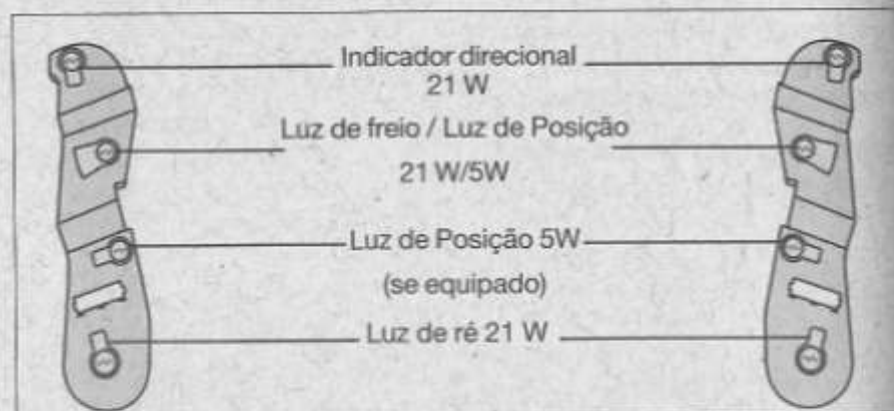 Indicador direcional
21 W
Luz de freio / Luz de Posição
21 W/5W
Luz de Posição 5W
(se equipado)
Luz de ré 21 W